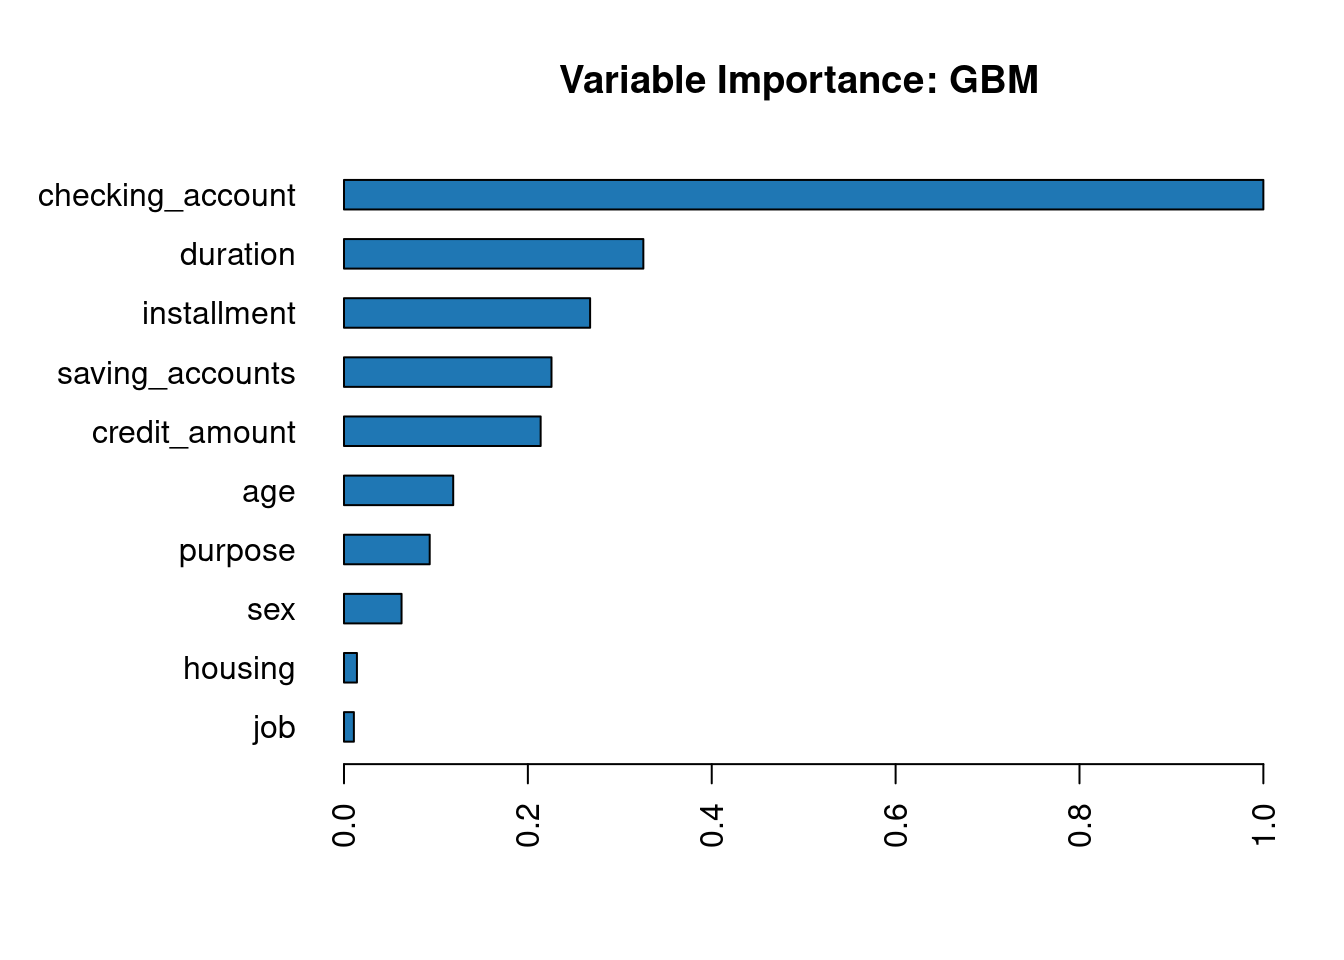 Variable Importance: GBM
checking_account
duration
installment
saving_accounts
credit_amount
age
purpose
sex
housing
job
0.0
0.2
0.4
0.6
0.8
1.0